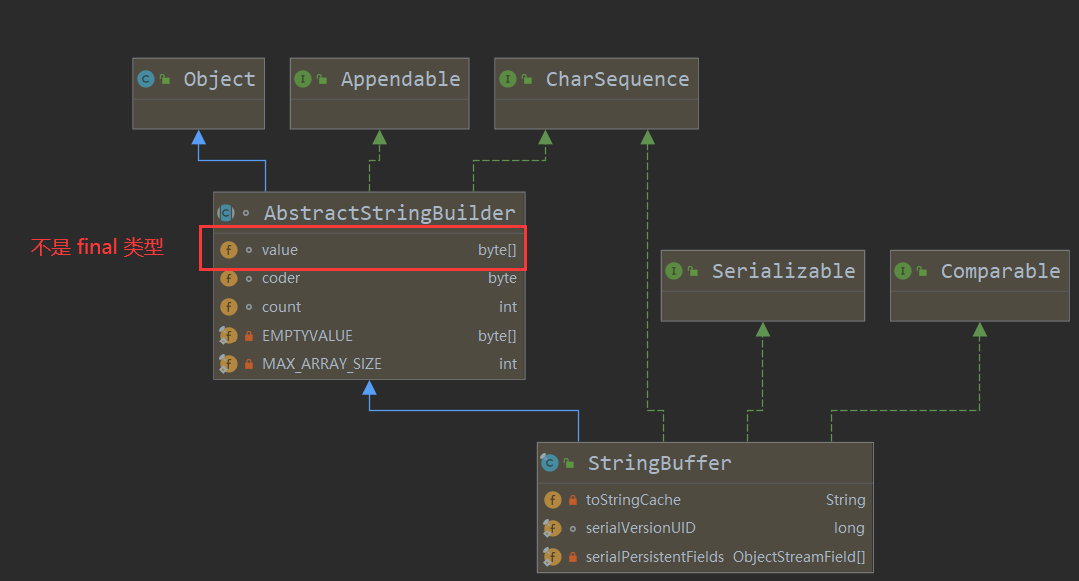 Object
Appendable
CharSequence
AbstractStringBuilder
不是 final 类型
value byte[]
coder byte
count int
EMPTYVALUE byte[]
MAX_ARRAY_SIZE int
Serializable
Comparable
StringBuffer
toStringCache String
serialVersionUID long
serialPersistentFields ObjectStreamField[]